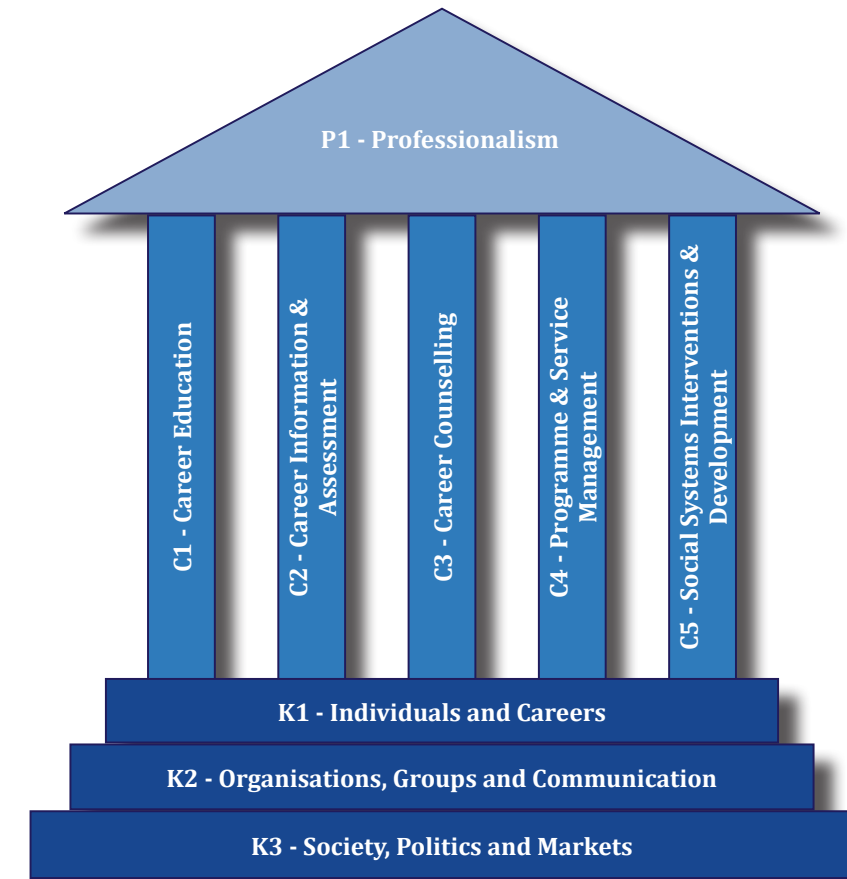 P1 - Professionalism
C1 - Career Education
C2 - Career Information &
Assessment
C3 - Career Counselling
C4 - Programme & Service
Management
C5 - Social Systems Interventions &
Development
K1 - Individuals and Careers
K2 - Organisations, Groups and Communication
K3 - Society, Politics and Markets